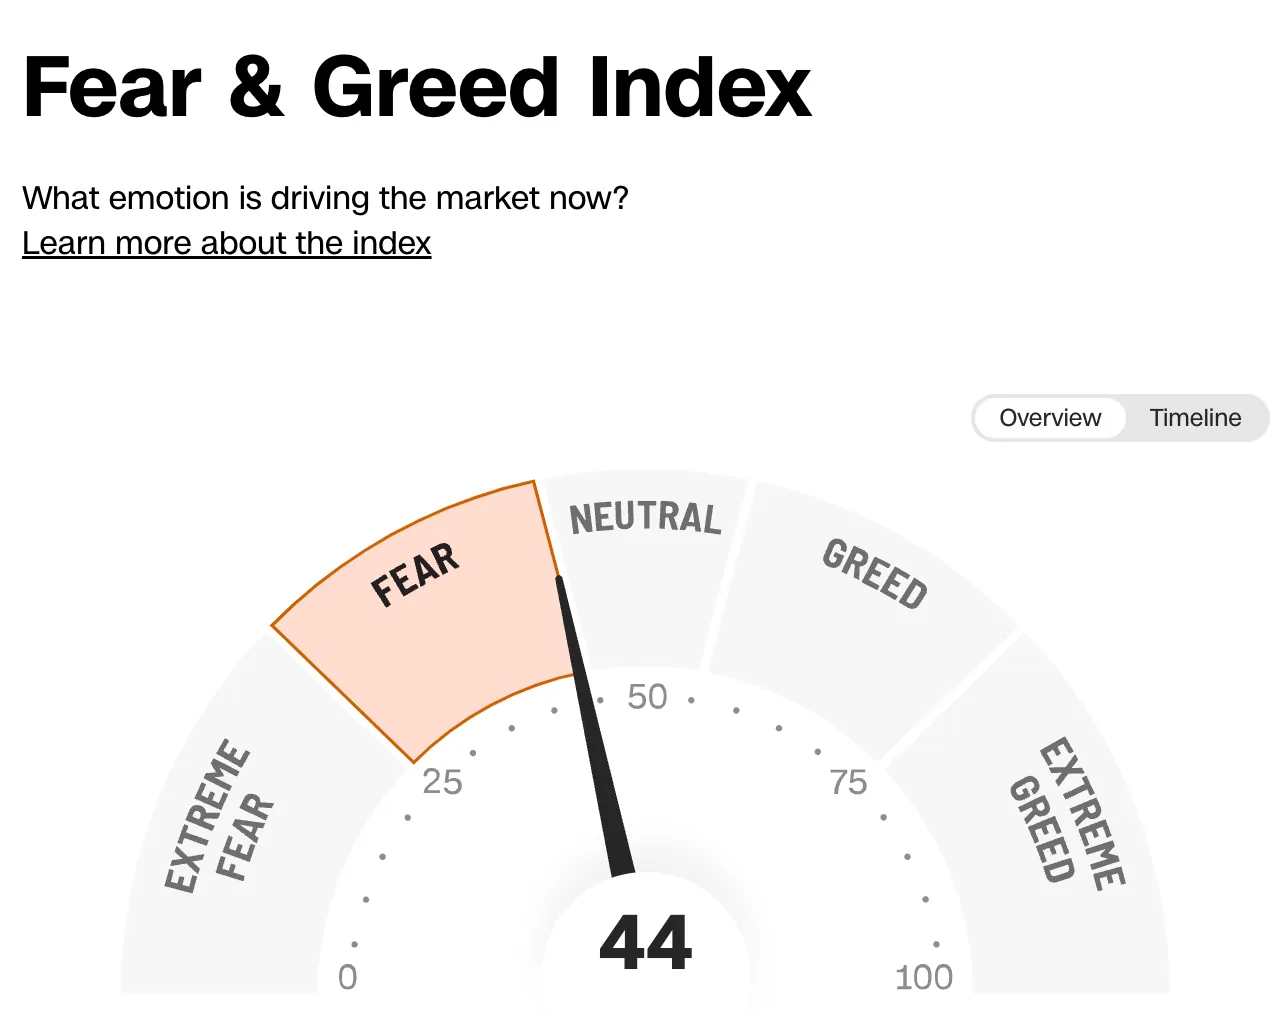 Fear & Greed Index
What emotion is driving the market now?
Learn more about the index
Overview
Timeline
EXTREME
FEAR
FEAR
NEUTRAL
GREED
EXTREME
GREED
0
25
50
75
100
44